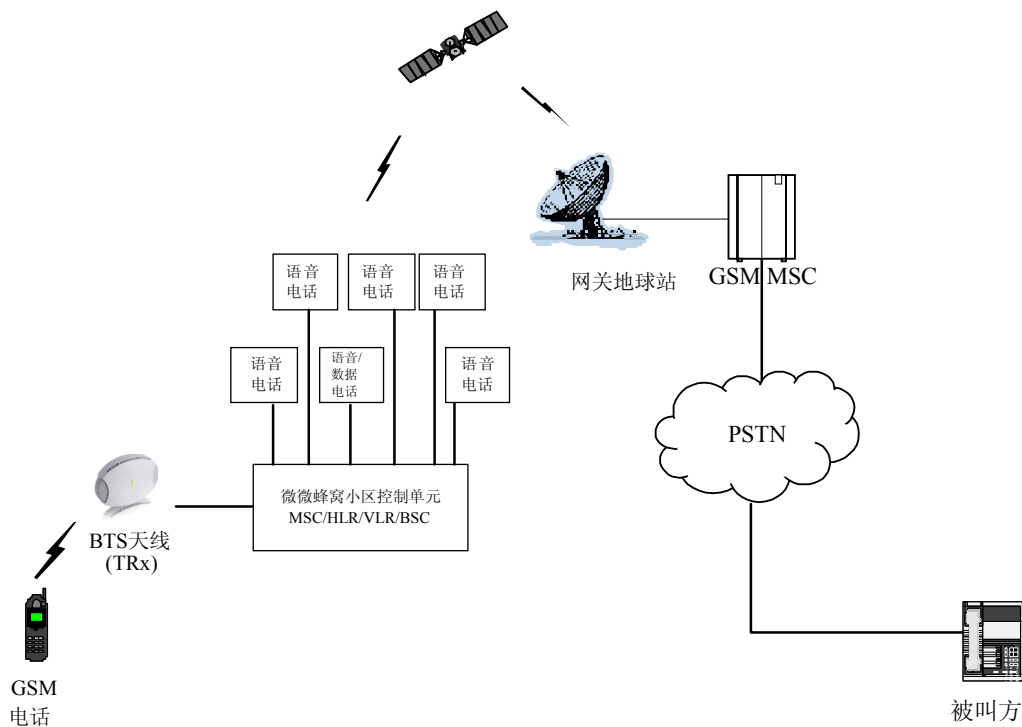 网关地球站
GSM MSC
语音
电话
语音
电话
语音
电话
语音
电话
语音/
数据
电话
语音
电话
PSTN
微微蜂窝小区控制单元
MSC/HLR/VLR/BSC
BTS天线
(TRx)
GSM
电话
被叫方